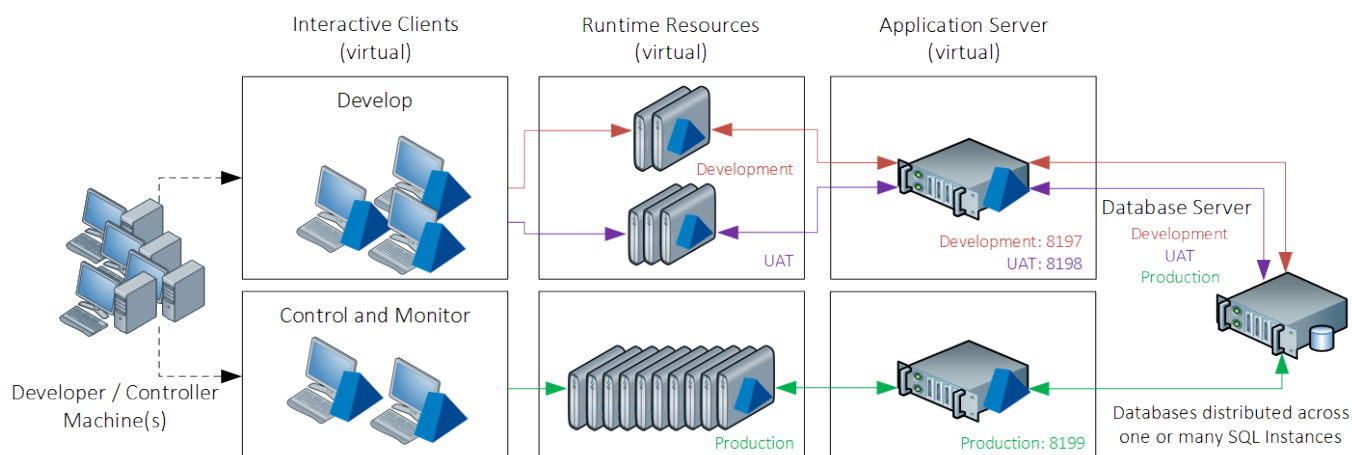 Interactive Clients
(virtual)
Runtime Resources
(virtual)
Application Server
(virtual)
Develop
Development
UAT
Development: 8197
UAT: 8198
Database Server
Development
UAT
Production
Control and Monitor
Production
Production: 8199
Developer / Controller
Machine(s)
Databases distributed across
one or many SQL Instances